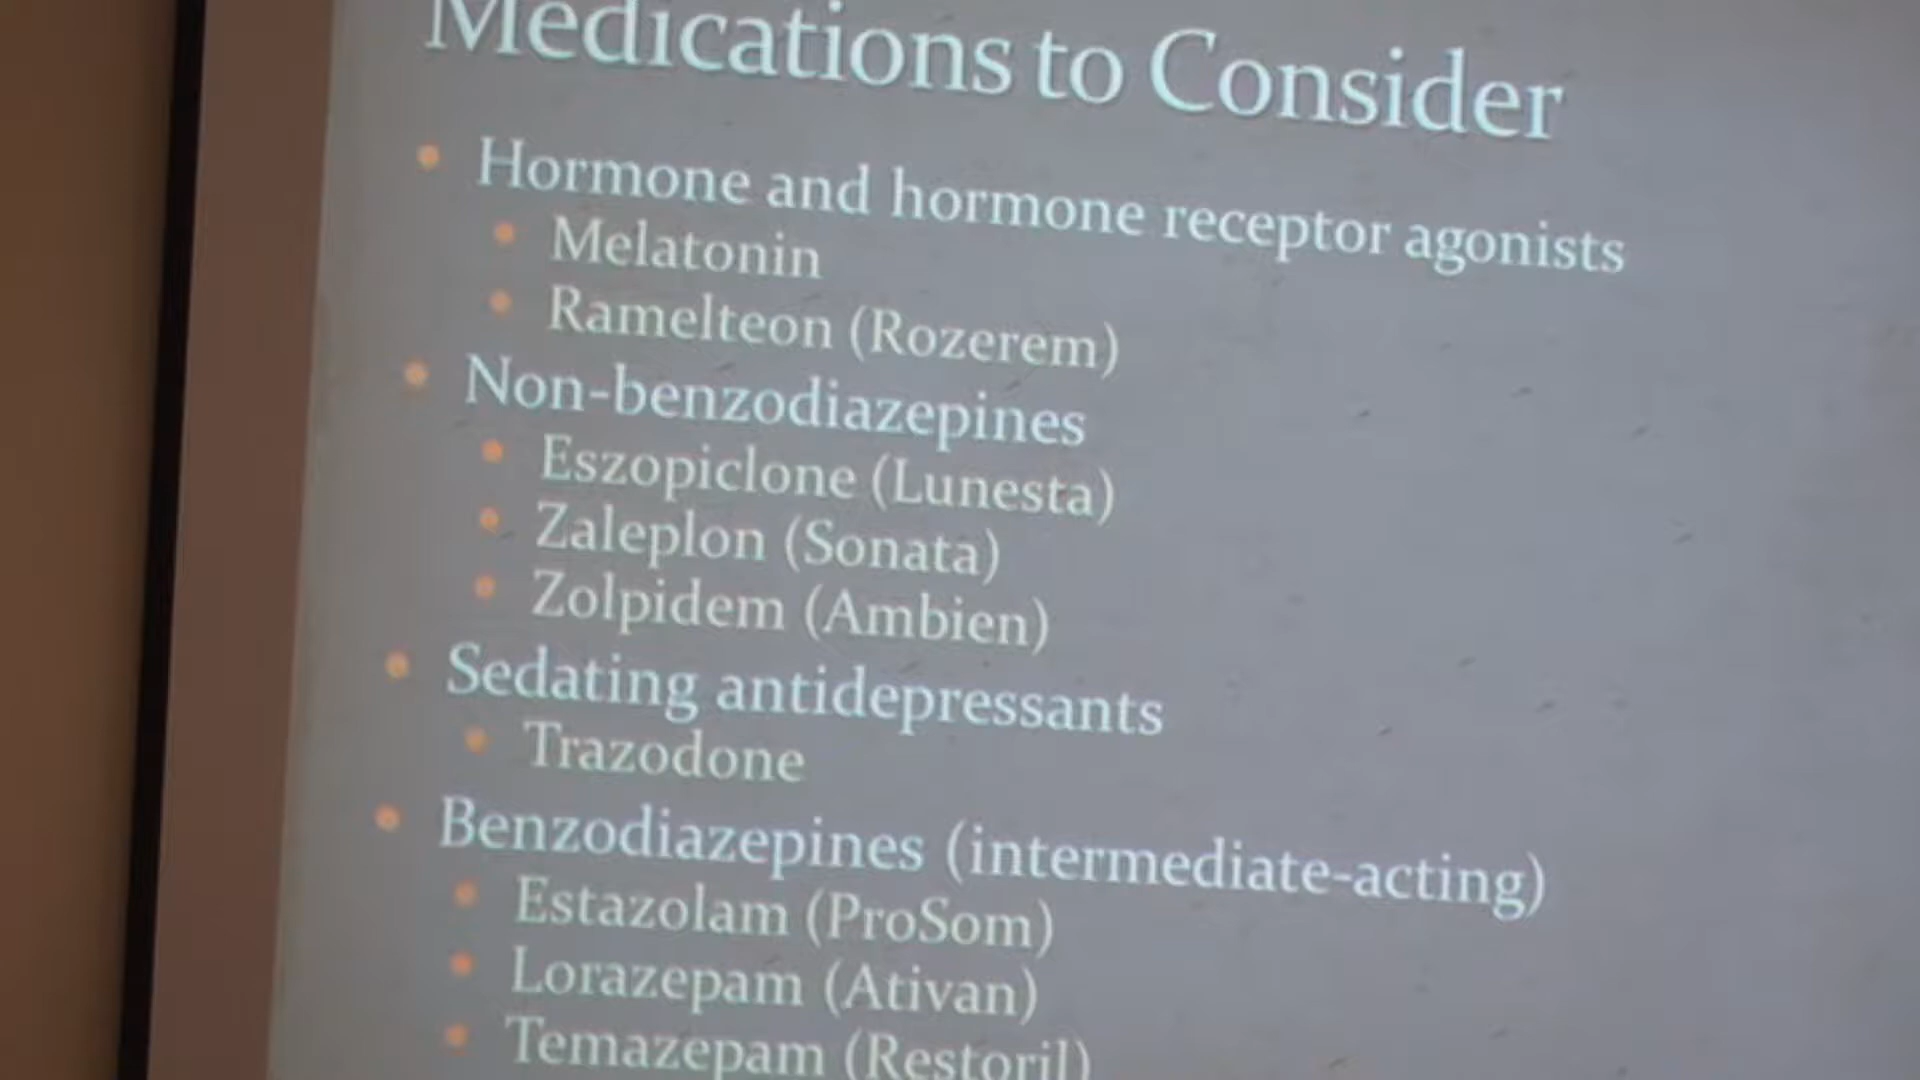 Medications to Consider
Hormone and hormone receptor agonists
Melatonin
Ramelteon (Rozerem)
Non-benzodiazepines
Eszopiclone (Lunesta)
Zaleplon (Sonata)
Zolpidem (Ambien)
Sedating antidepressants
Trazodone
Benzodiazepines (intermediate-acting)
Estazolam (ProSom)
Lorazepam (Ativan)
Temazepam (Restoril)